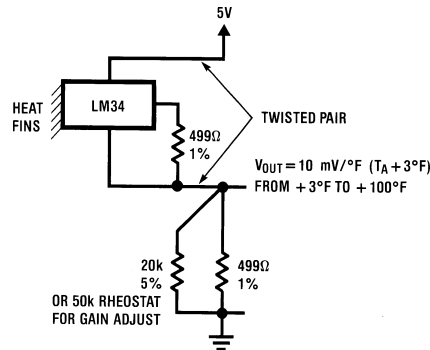 5V
LM34
HEAT
FINS
TWISTED PAIR
499Ω
1%
VOUT = 10 mV/°F (TA + 3°F)
FROM + 3°F TO + 100°F
20k
5%
499Ω
1%
OR 50k RHEOSTAT
FOR GAIN ADJUST